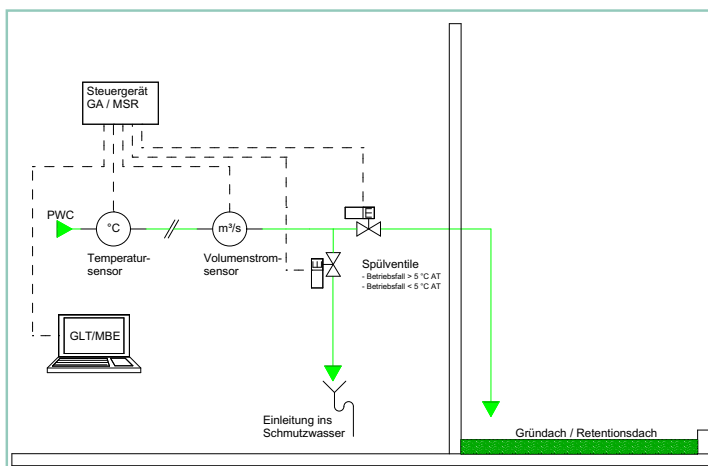 Steuergerät
GA / MSR
PWC
°C
m³/s
Temperatur-
sensor
Volumenstrom-
sensor
E
E
Spülventile
- Betriebsfall > 5 °C AT
- Betriebsfall < 5 °C AT
GLT/MBE
Einleitung ins
Schmutzwasser
Gründach / Retentionsdach